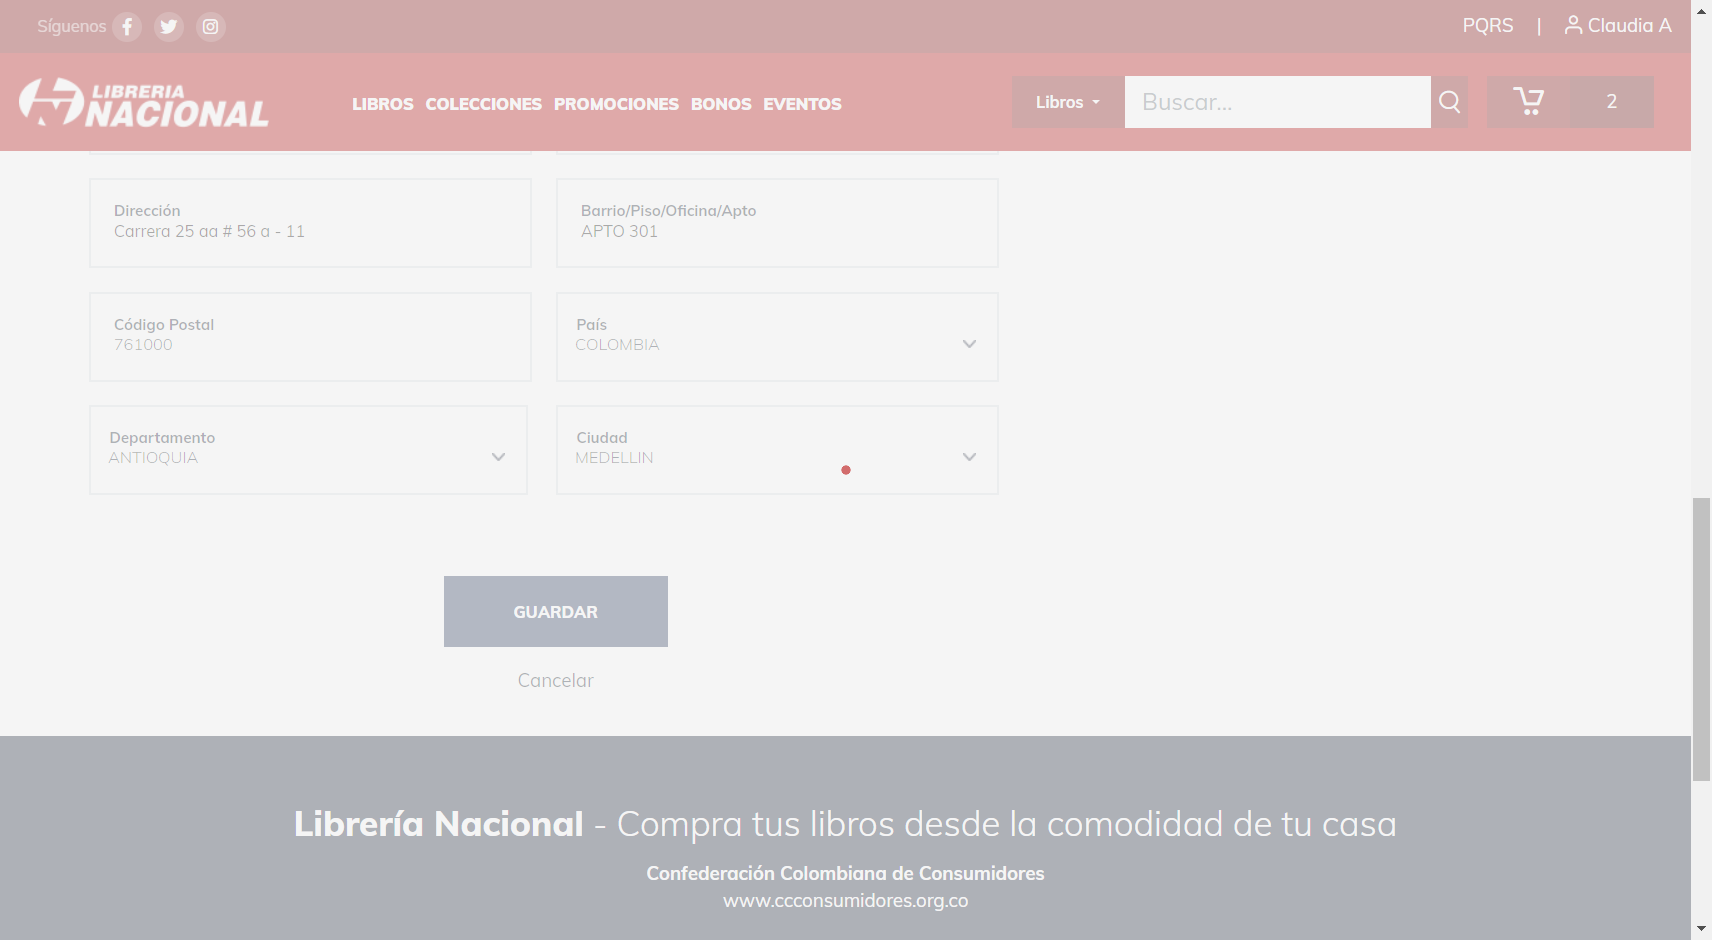 Síguenos
PQRS | Claudia A
LIBRERIA
NACIONAL
LIBROS COLECCIONES PROMOCIONES BONOS EVENTOS
Libros
Buscar...
2
Dirección
Carrera 25 aa # 56 a - 11
Barrio/Piso/Oficina/Apto
APTO 301
Código Postal
761000
País
COLOMBIA
Departamento
ANTIOQUIA
Ciudad
MEDELLIN
GUARDAR
Cancelar
Librería Nacional - Compra tus libros desde la comodidad de tu casa
Confederación Colombiana de Consumidores
www.ccconsumidores.org.co